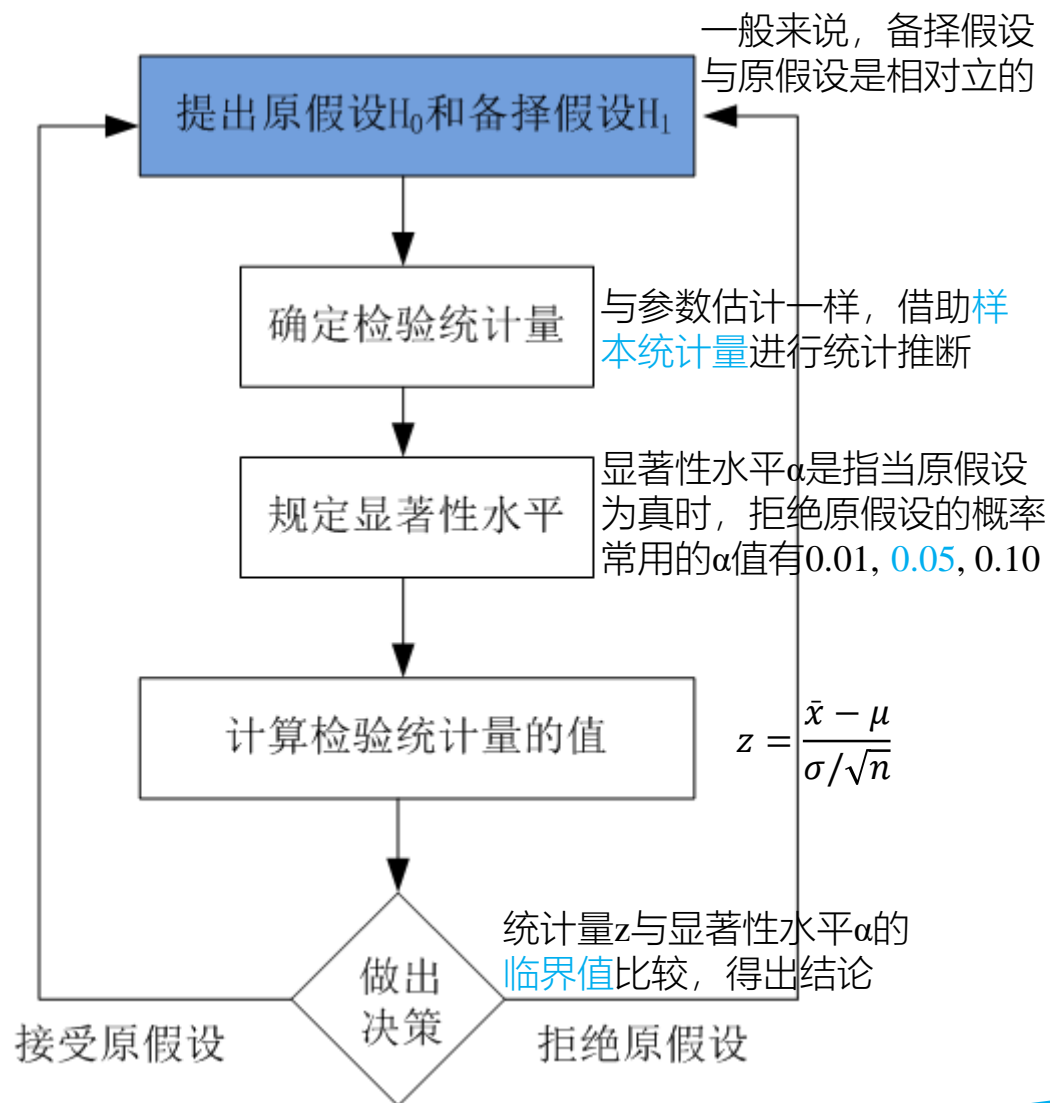 一般来说，备择假设
与原假设是相对立的
提出原假设H₀和备择假设H₁
确定检验统计量
与参数估计一样，借助样
本统计量进行统计推断
规定显著性水平
显著性水平α是指当原假设
为真时，拒绝原假设的概率
常用的α值有0.01, 0.05, 0.10
计算检验统计量的值
z = (x̄ − μ) / (σ/√n)
统计量z与显著性水平α的
临界值比较，得出结论
做出
决策
接受原假设
拒绝原假设